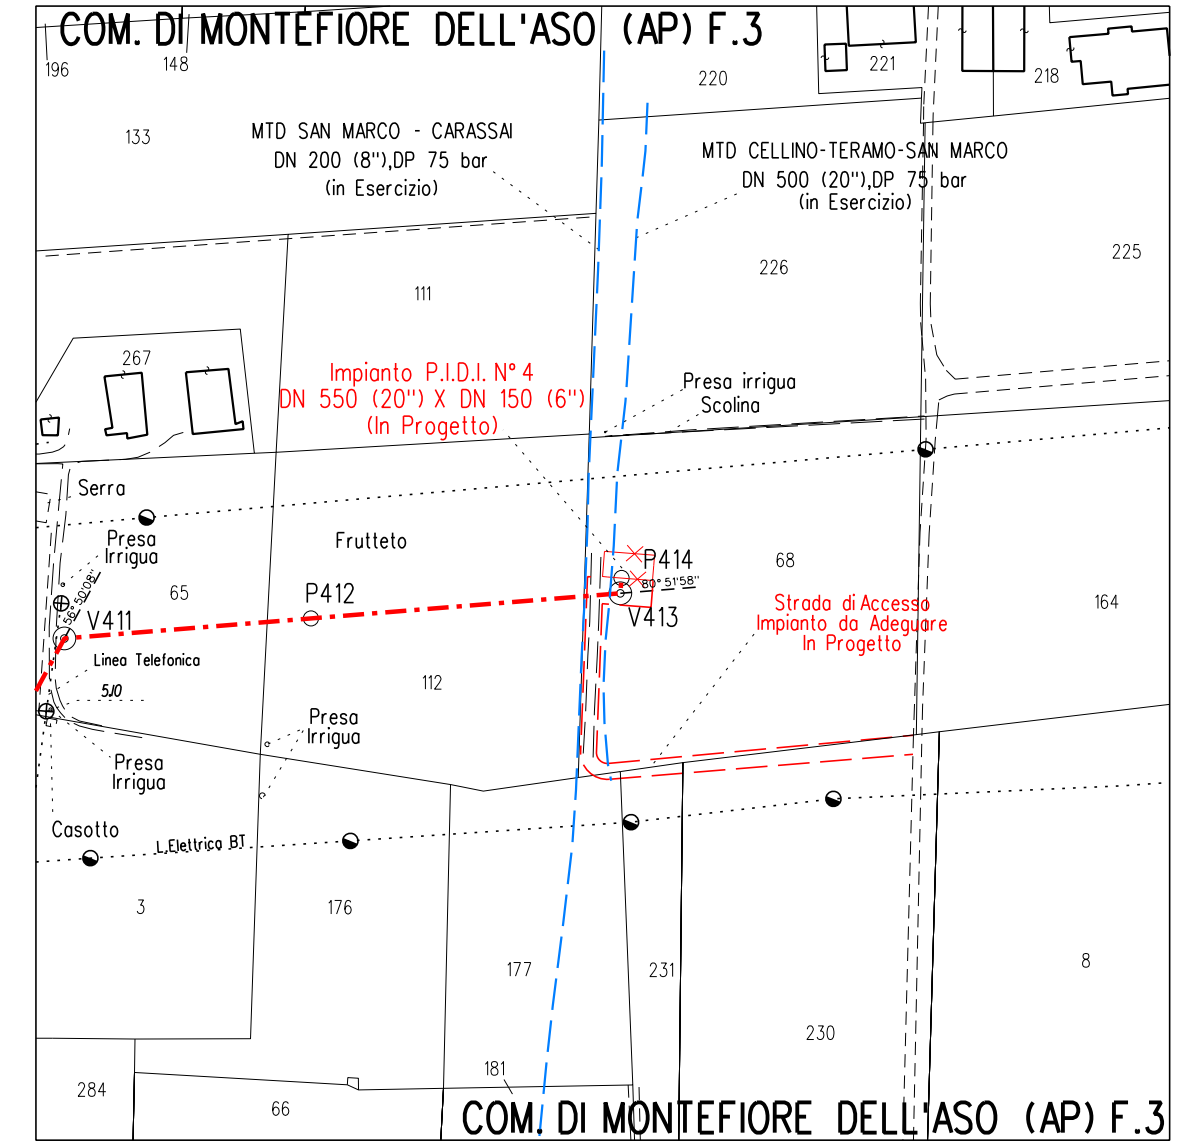 COM. DI MONTEFIORE DELL'ASO (AP) F.3
196
148
220
221
218
133
MTD SAN MARCO - CARASSAI
DN 200 (8"),DP 75 bar
(in Esercizio)
MTD CELLINO-TERAMO-SAN MARCO
DN 500 (20"),DP 75 bar
(in Esercizio)
225
226
111
267
Impianto P.I.D.I. N° 4
DN 550 (20") X DN 150 (6")
(In Progetto)
Presa irrigua
Scolina
Serra
Presa
Irrigua
Frutteto
P414
68
80° 51'58"
56° 50'08"
65
P412
V411
V413
Strada di Accesso
Impianto da Adeguare
In Progetto
164
Linea Telefonica
5.10
112
Presa
Irrigua
Presa
Irrigua
Casotto
L.Elettrica BT
3
176
177
231
8
230
181
284
66
COM. DI MONTEFIORE DELL'ASO (AP) F.3